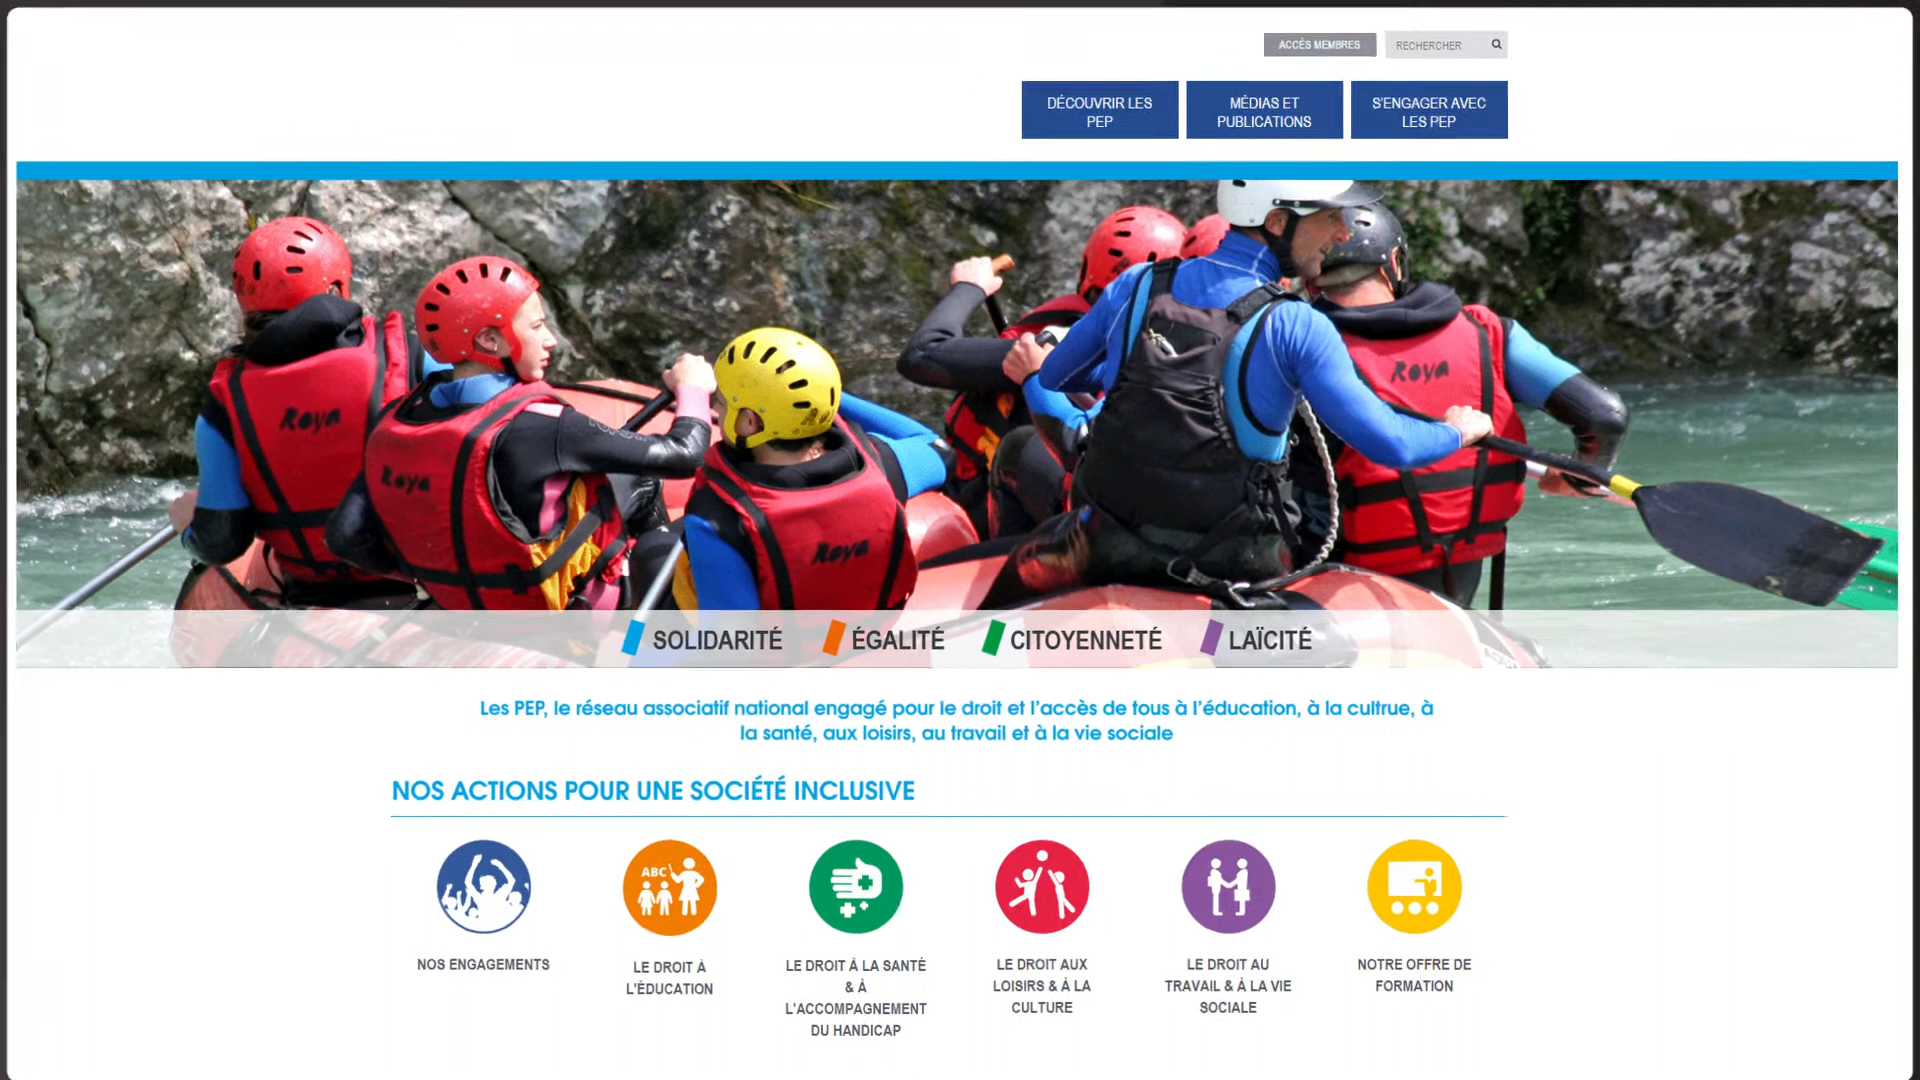 ACCÈS MEMBRES
RECHERCHER
DÉCOUVRIR LES
PEP
MÉDIAS ET
PUBLICATIONS
S'ENGAGER AVEC
LES PEP
Roya
Roya
Roya
Roya
SOLIDARITÉ
ÉGALITÉ
CITOYENNETÉ
LAÏCITÉ
Les PEP, le réseau associatif national engagé pour le droit et l'accès de tous à l'éducation, à la cultrue, à
la santé, aux loisirs, au travail et à la vie sociale
NOS ACTIONS POUR UNE SOCIÉTÉ INCLUSIVE
ABC
NOS ENGAGEMENTS
LE DROIT À
L'ÉDUCATION
LE DROIT À LA SANTÉ
& À
L'ACCOMPAGNEMENT
DU HANDICAP
LE DROIT AUX
LOISIRS & À LA
CULTURE
LE DROIT AU
TRAVAIL & À LA VIE
SOCIALE
NOTRE OFFRE DE
FORMATION